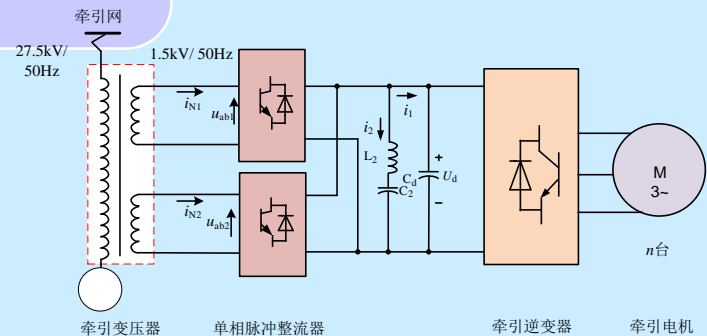 牵引网
27.5kV/
50Hz
1.5kV/ 50Hz
iN1
uab1
iN2
uab2
i2
i1
L2
C2
Cd
Ud
+
−
M
3~
n台
牵引变压器
单相脉冲整流器
牵引逆变器
牵引电机